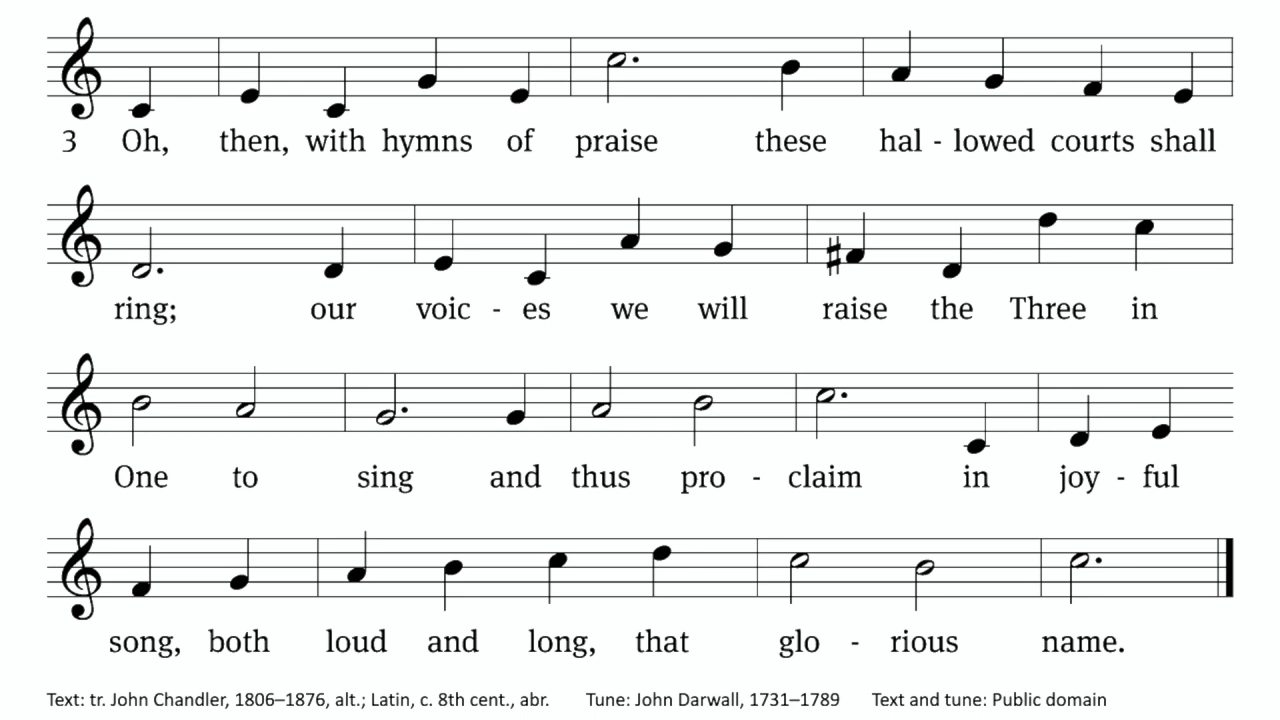 3 Oh, then, with hymns of praise these hal - lowed courts shall
ring; our voic - es we will raise the Three in
One to sing and thus pro - claim in joy - ful
song, both loud and long, that glo - rious name.
Text: tr. John Chandler, 1806–1876, alt.; Latin, c. 8th cent., abr. Tune: John Darwall, 1731–1789 Text and tune: Public domain